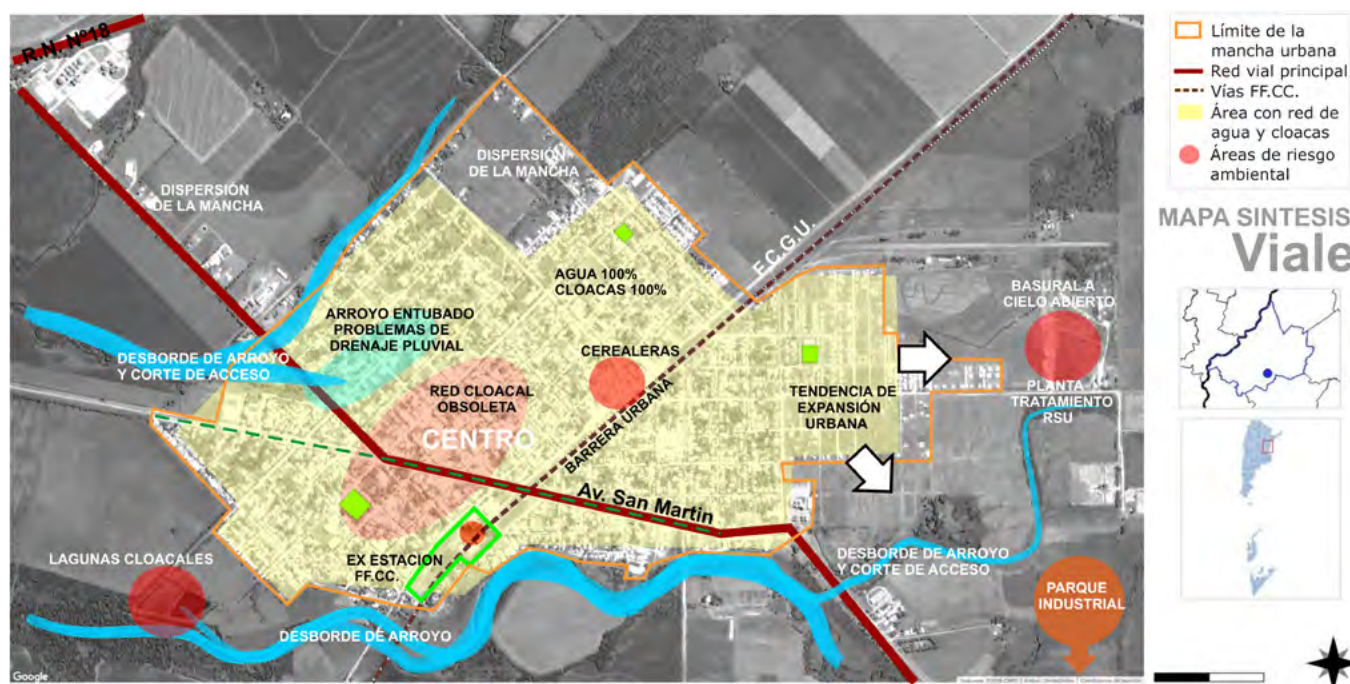 R.N. Nº18
DISPERSIÓN
DE LA MANCHA
DISPERSIÓN
DE LA MANCHA
F.C.G.U.
AGUA 100%
CLOACAS 100%
ARROYO ENTUBADO
PROBLEMAS DE
DRENAJE PLUVIAL
DESBORDE DE ARROYO
Y CORTE DE ACCESO
CEREALERAS
RED CLOACAL
OBSOLETA
CENTRO
BARRERA URBANA
TENDENCIA DE
EXPANSIÓN
URBANA
BASURAL A
CIELO ABIERTO
PLANTA
TRATAMIENTO
RSU
Av. San Martin
LAGUNAS CLOACALES
EX ESTACION
FF.CC.
DESBORDE DE ARROYO
DESBORDE DE ARROYO
Y CORTE DE ACCESO
PARQUE
INDUSTRIAL
Google
Límite de la
mancha urbana
Red vial principal
Vías FF.CC.
Área con red de
agua y cloacas
Áreas de riesgo
ambiental
MAPA SINTESIS
Viale